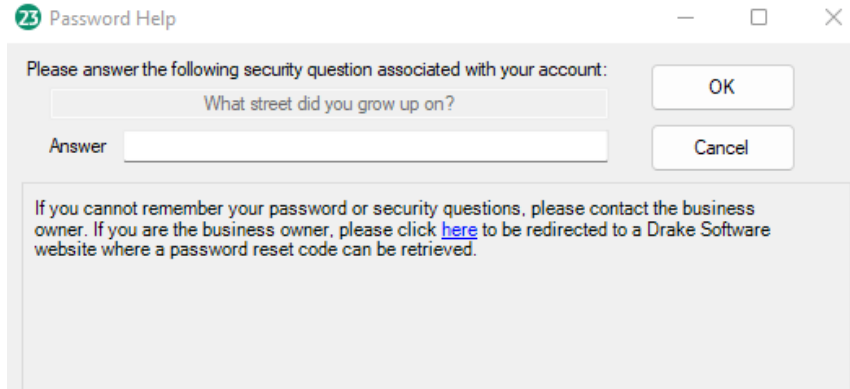 23 Password Help
Please answer the following security question associated with your account:
OK
What street did you grow up on?
Answer
Cancel
If you cannot remember your password or security questions, please contact the business
owner. If you are the business owner, please click here to be redirected to a Drake Software
website where a password reset code can be retrieved.